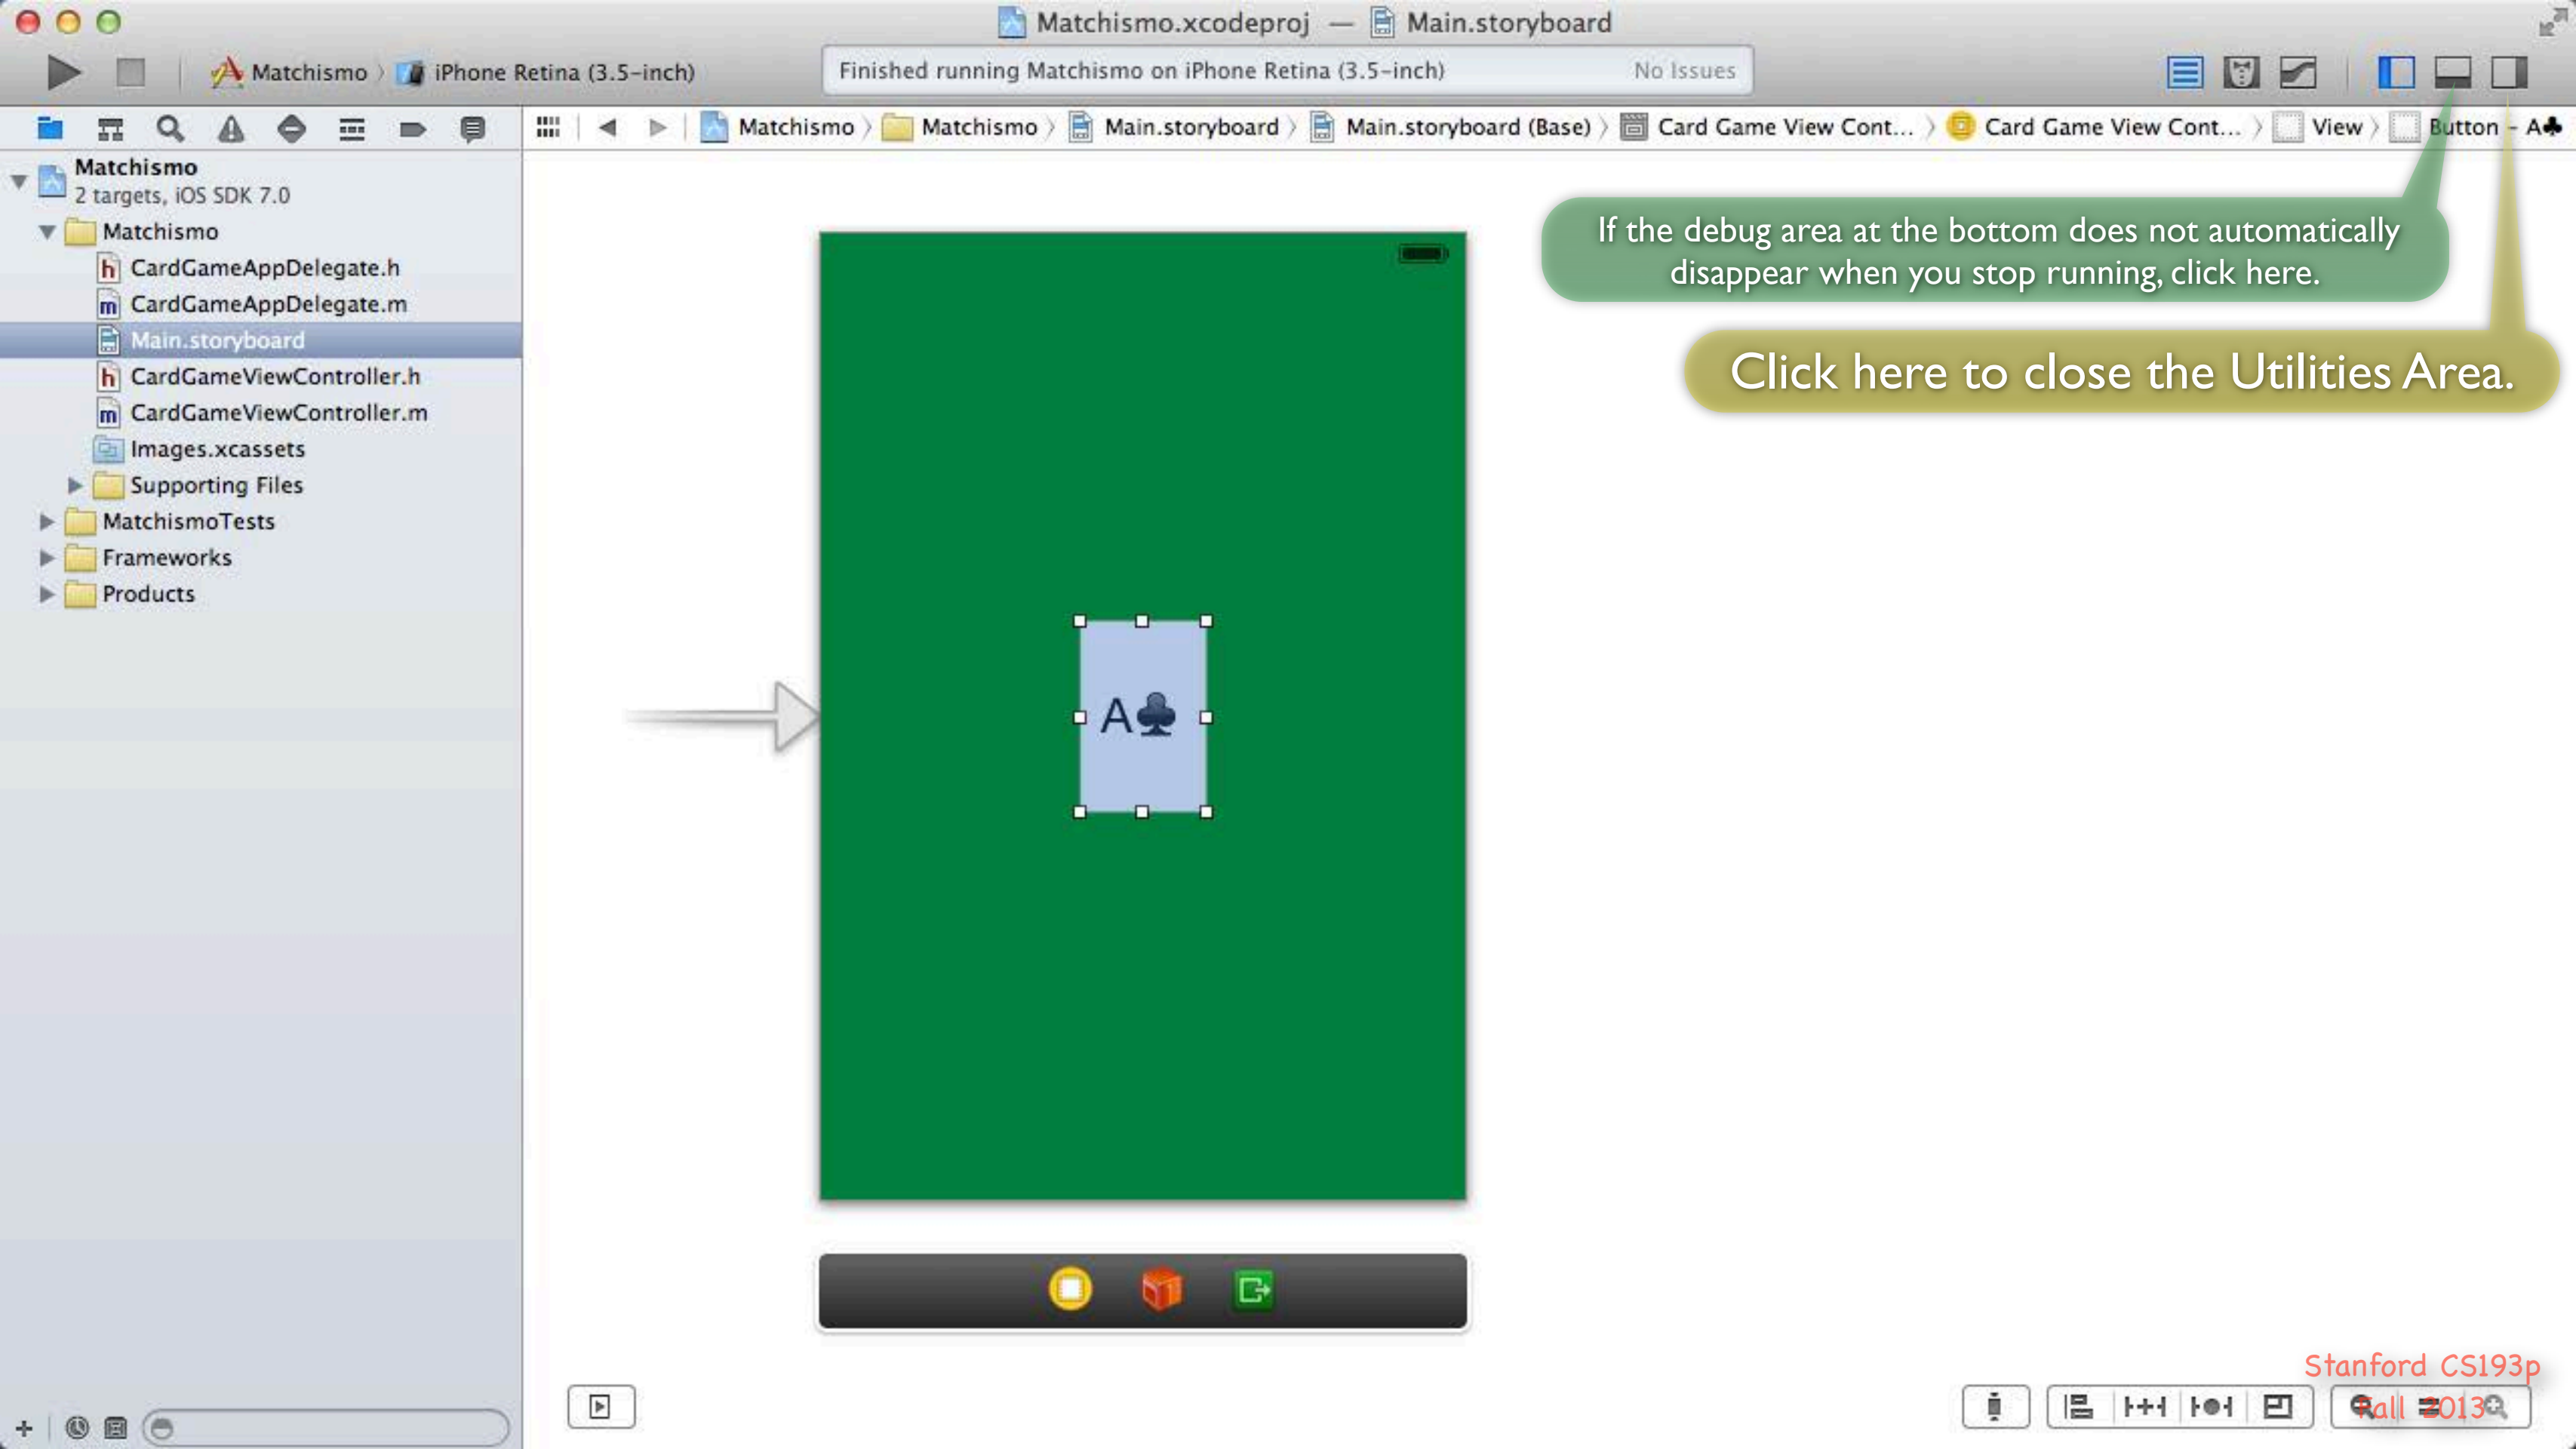 Matchismo.xcodeproj — Main.storyboard
Matchismo iPhone Retina (3.5-inch)
Finished running Matchismo on iPhone Retina (3.5-inch) No Issues
Matchismo Matchismo Main.storyboard Main.storyboard (Base) Card Game View Cont... Card Game View Cont... View Button - A♣
Matchismo
2 targets, iOS SDK 7.0
Matchismo
h CardGameAppDelegate.h
m CardGameAppDelegate.m
Main.storyboard
h CardGameViewController.h
m CardGameViewController.m
Images.xcassets
Supporting Files
MatchismoTests
Frameworks
Products
If the debug area at the bottom does not automatically
disappear when you stop running, click here.
Click here to close the Utilities Area.
A♣
Stanford CS193p
Fall 2013